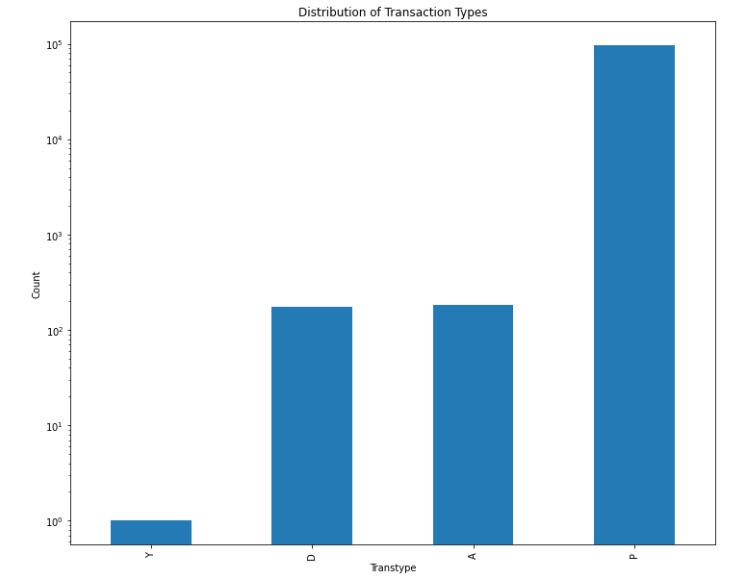 Distribution of Transaction Types
10⁵
10⁴
10³
10²
10¹
10⁰
Count
Y
D
A
P
Transtype